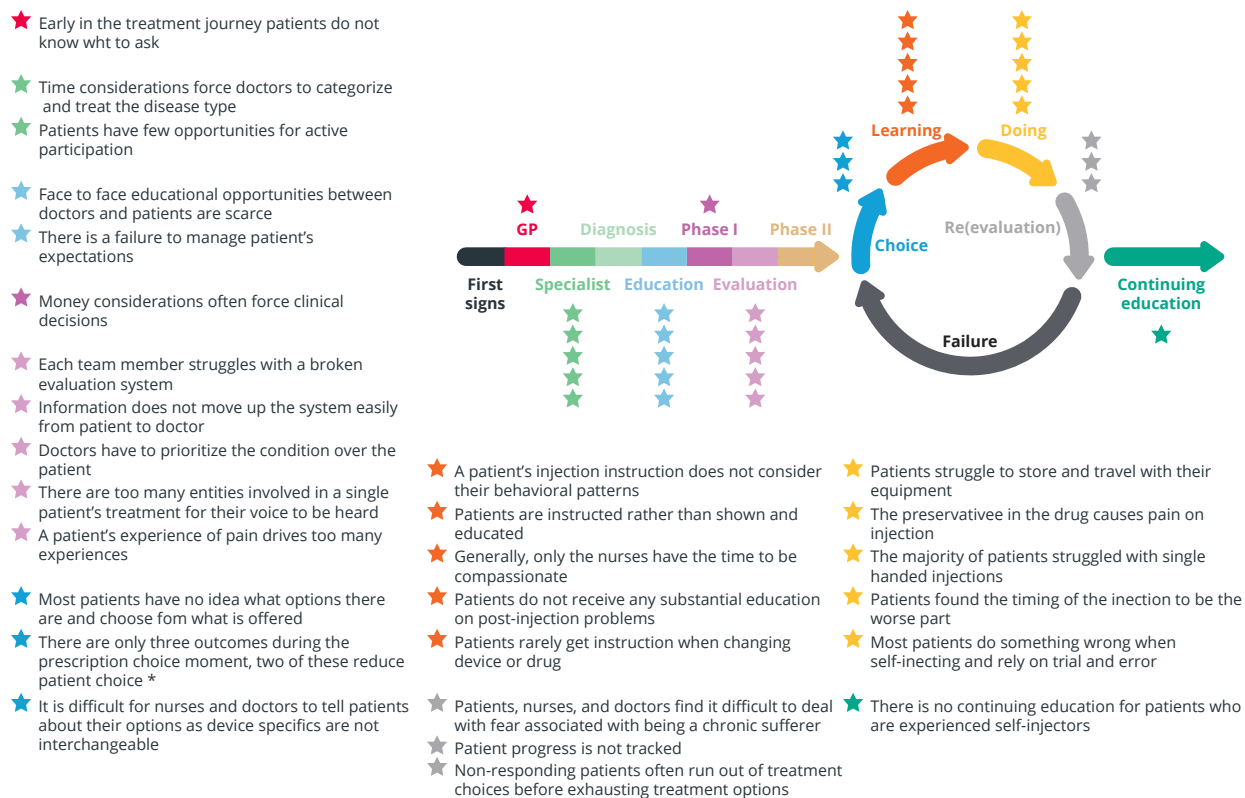 Early in the treatment journey patients do not
know wht to ask
Time considerations force doctors to categorize
and treat the disease type
Patients have few opportunities for active
participation
Face to face educational opportunities between
doctors and patients are scarce
There is a failure to manage patient's
expectations
Money considerations often force clinical
decisions
Each team member struggles with a broken
evaluation system
Information does not move up the system easily
from patient to doctor
Doctors have to prioritize the condition over the
patient
There are too many entities involved in a single
patient's treatment for their voice to be heard
A patient's experience of pain drives too many
experiences
Most patients have no idea what options there
are and choose fom what is offered
There are only three outcomes during the
prescription choice moment, two of these reduce
patient choice *
It is difficult for nurses and doctors to tell patients
about their options as device specifics are not
interchangeable
GP
Diagnosis
Phase I
Phase II
First
signs
Specialist
Education
Evaluation
Choice
Learning
Doing
Re(evaluation)
Failure
Continuing
education
A patient's injection instruction does not consider
their behavioral patterns
Patients are instructed rather than shown and
educated
Generally, only the nurses have the time to be
compassionate
Patients do not receive any substantial education
on post-injection problems
Patients rarely get instruction when changing
device or drug
Patients, nurses, and doctors find it difficult to deal
with fear associated with being a chronic sufferer
Patient progress is not tracked
Non-responding patients often run out of treatment
choices before exhausting treatment options
Patients struggle to store and travel with their
equipment
The preservativee in the drug causes pain on
injection
The majority of patients struggled with single
handed injections
Patients found the timing of the inection to be the
worse part
Most patients do something wrong when
self-inecting and rely on trial and error
There is no continuing education for patients who
are experienced self-injectors